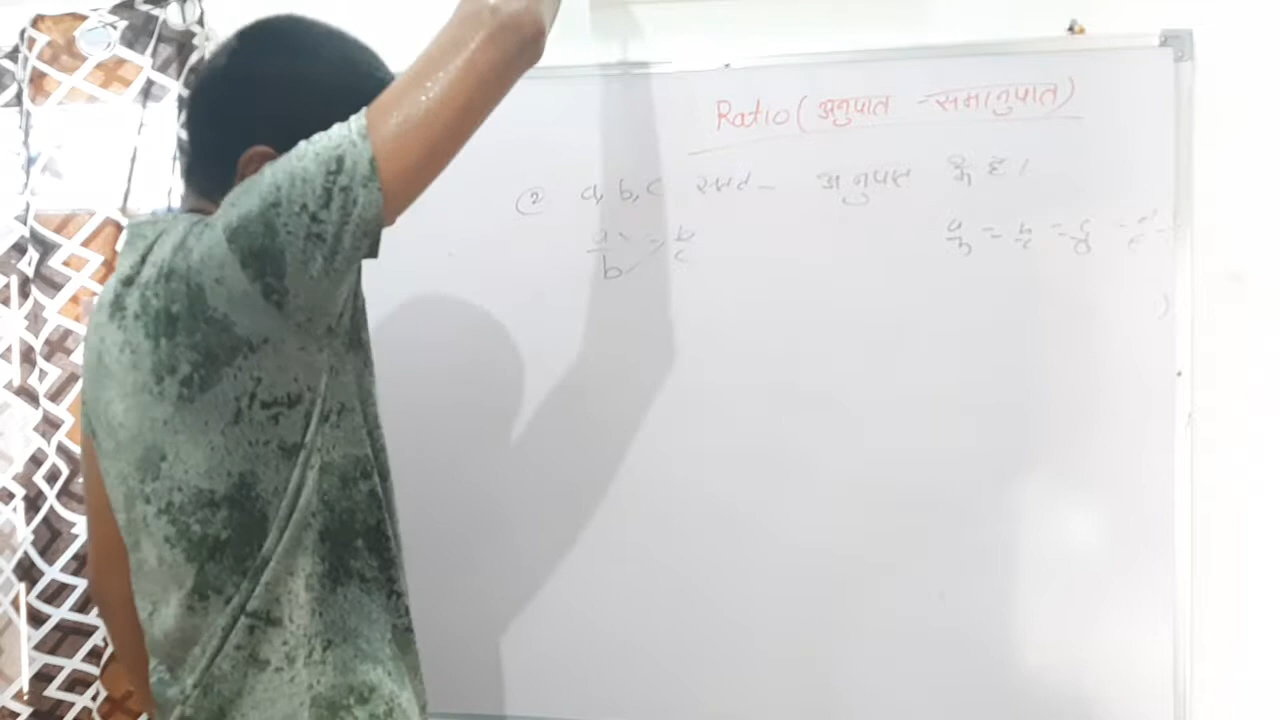 Ratio (अनुपात - समानुपात)
② a, b, c सतत - अनुपात में है।
a/b = b/c
a/b = b/c = c/d =